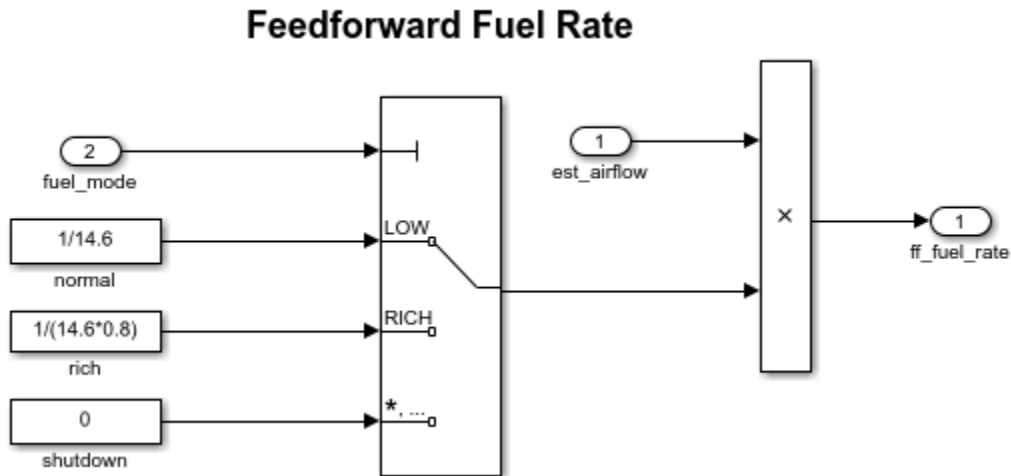 Feedforward Fuel Rate
2
fuel_mode
1/14.6
normal
1/(14.6*0.8)
rich
0
shutdown
LOW
RICH
*, ...
1
est_airflow
×
1
ff_fuel_rate